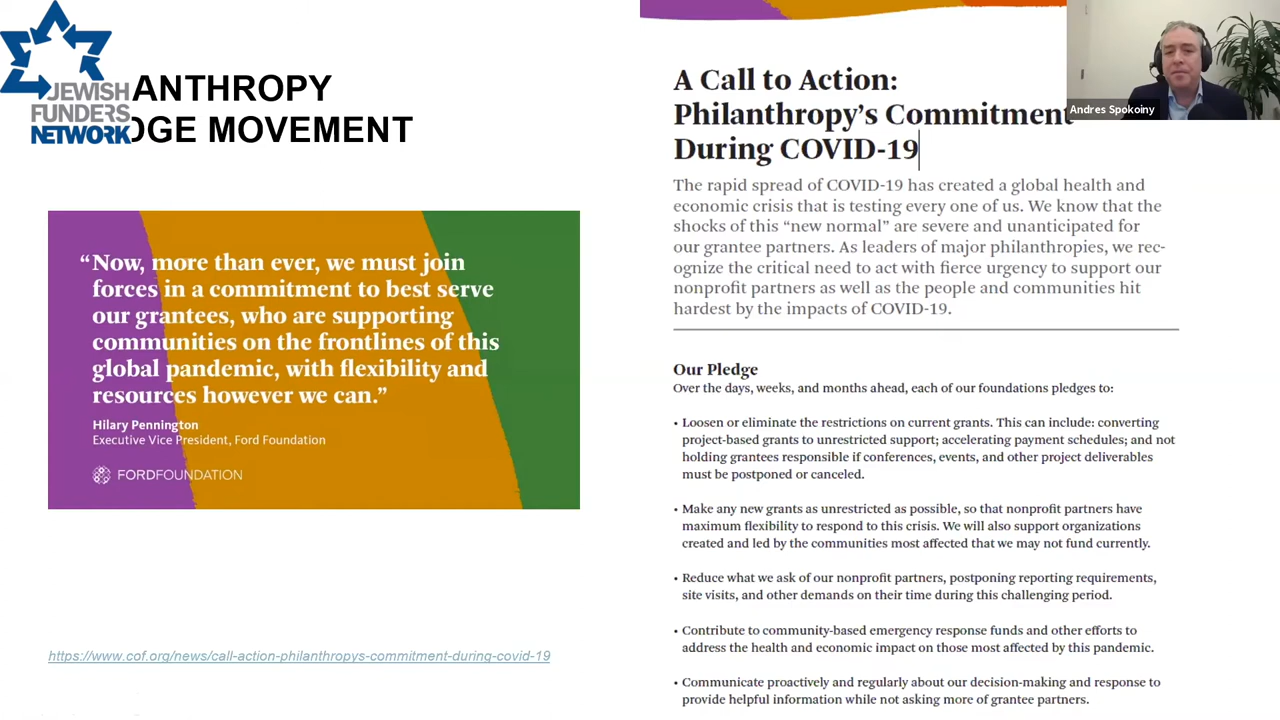 JEWISH
FUNDERS
NETWORK
ANTHROPY
DGE MOVEMENT
“Now, more than ever, we must join
forces in a commitment to best serve
our grantees, who are supporting
communities on the frontlines of this
global pandemic, with flexibility and
resources however we can.”
Hilary Pennington
Executive Vice President, Ford Foundation
FORDFOUNDATION
https://www.cof.org/news/call-action-philanthropys-commitment-during-covid-19
Andres Spokoiny
A Call to Action:
Philanthropy’s Commitment
During COVID-19
The rapid spread of COVID-19 has created a global health and
economic crisis that is testing every one of us. We know that the
shocks of this “new normal” are severe and unanticipated for
our grantee partners. As leaders of major philanthropies, we rec-
ognize the critical need to act with fierce urgency to support our
nonprofit partners as well as the people and communities hit
hardest by the impacts of COVID-19.
Our Pledge
Over the days, weeks, and months ahead, each of our foundations pledges to:
• Loosen or eliminate the restrictions on current grants. This can include: converting
project-based grants to unrestricted support; accelerating payment schedules; and not
holding grantees responsible if conferences, events, and other project deliverables
must be postponed or canceled.
• Make any new grants as unrestricted as possible, so that nonprofit partners have
maximum flexibility to respond to this crisis. We will also support organizations
created and led by the communities most affected that we may not fund currently.
• Reduce what we ask of our nonprofit partners, postponing reporting requirements,
site visits, and other demands on their time during this challenging period.
• Contribute to community-based emergency response funds and other efforts to
address the health and economic impact on those most affected by this pandemic.
• Communicate proactively and regularly about our decision-making and response to
provide helpful information while not asking more of grantee partners.